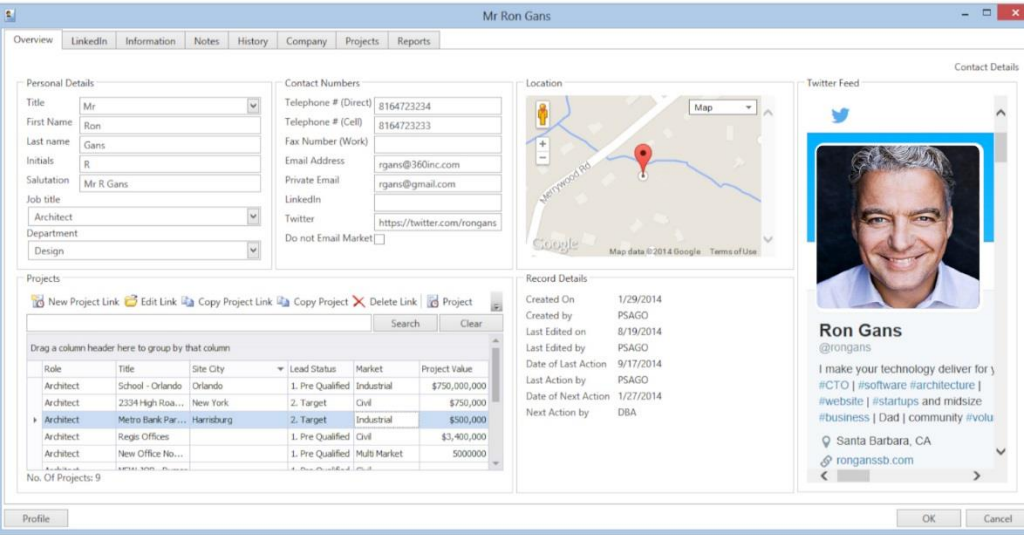 Mr Ron Gans
Overview LinkedIn Information Notes History Company Projects Reports
Contact Details
Personal Details
Title Mr
First Name Ron
Last name Gans
Initials R
Salutation Mr R Gans
Job title
Architect
Department
Design
Contact Numbers
Telephone # (Direct) 8164723234
Telephone # (Cell) 8164723233
Fax Number (Work)
Email Address rgans@360inc.com
Private Email rgans@gmail.com
LinkedIn
Twitter https://twitter.com/rongans
Do not Email Market
Location
Map
Merrywood Rd
Google Map data ©2014 Google Terms of Use
Projects
New Project Link Edit Link Copy Project Link Copy Project Delete Link Project
Search Clear
Drag a column header here to group by that column
Role Title Site City Lead Status Market Project Value
Architect School - Orlando Orlando 1. Pre Qualified Industrial $750,000,000
Architect 2334 High Roa... New York 2. Target Civil $750,000
Architect Metro Bank Par... Harrisburg 2. Target Industrial $500,000
Architect Regis Offices 1. Pre Qualified Civil $3,400,000
Architect New Office No... 1. Pre Qualified Multi Market 5000000
No. Of Projects: 9
Record Details
Created On 1/29/2014
Created by PSAGO
Last Edited on 8/19/2014
Last Edited by PSAGO
Date of Last Action 9/17/2014
Last Action by PSAGO
Date of Next Action 1/27/2014
Next Action by DBA
Twitter Feed
Ron Gans
@rongans
I make your technology deliver for y
#CTO | #software #architecture |
#website | #startups and midsize
#business | Dad | community #volu
Santa Barbara, CA
ronganssb.com
Profile OK Cancel